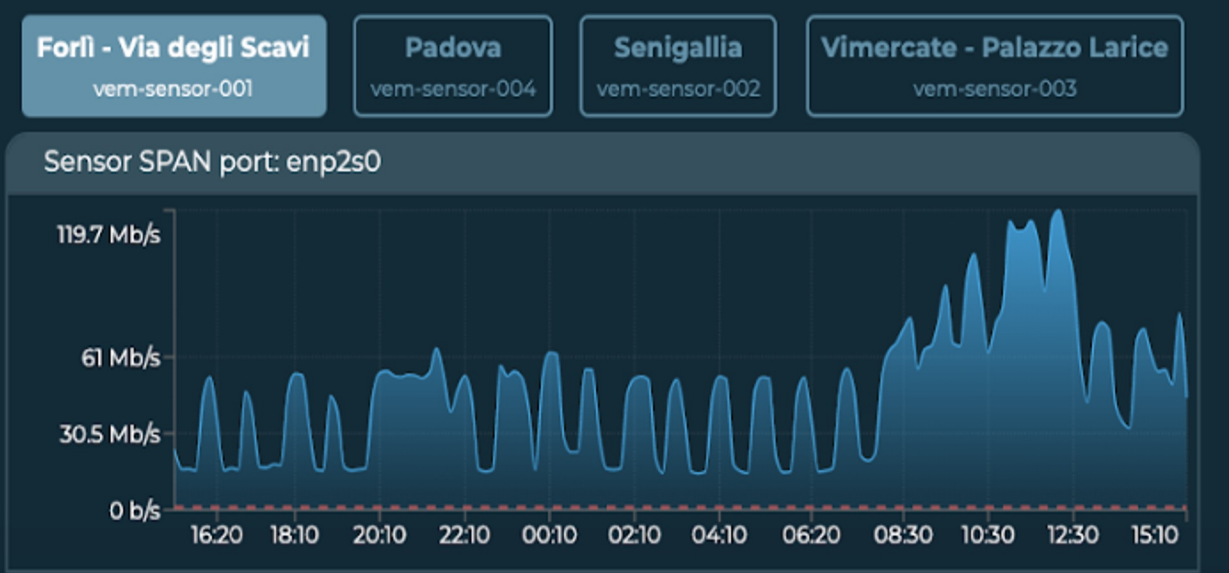 Forlì - Via degli Scavi
vem-sensor-001
Padova
vem-sensor-004
Senigallia
vem-sensor-002
Vimercate - Palazzo Larice
vem-sensor-003
Sensor SPAN port: enp2s0
119.7 Mb/s
61 Mb/s
30.5 Mb/s
0 b/s
16:20 18:10 20:10 22:10 00:10 02:10 04:10 06:20 08:30 10:30 12:30 15:10